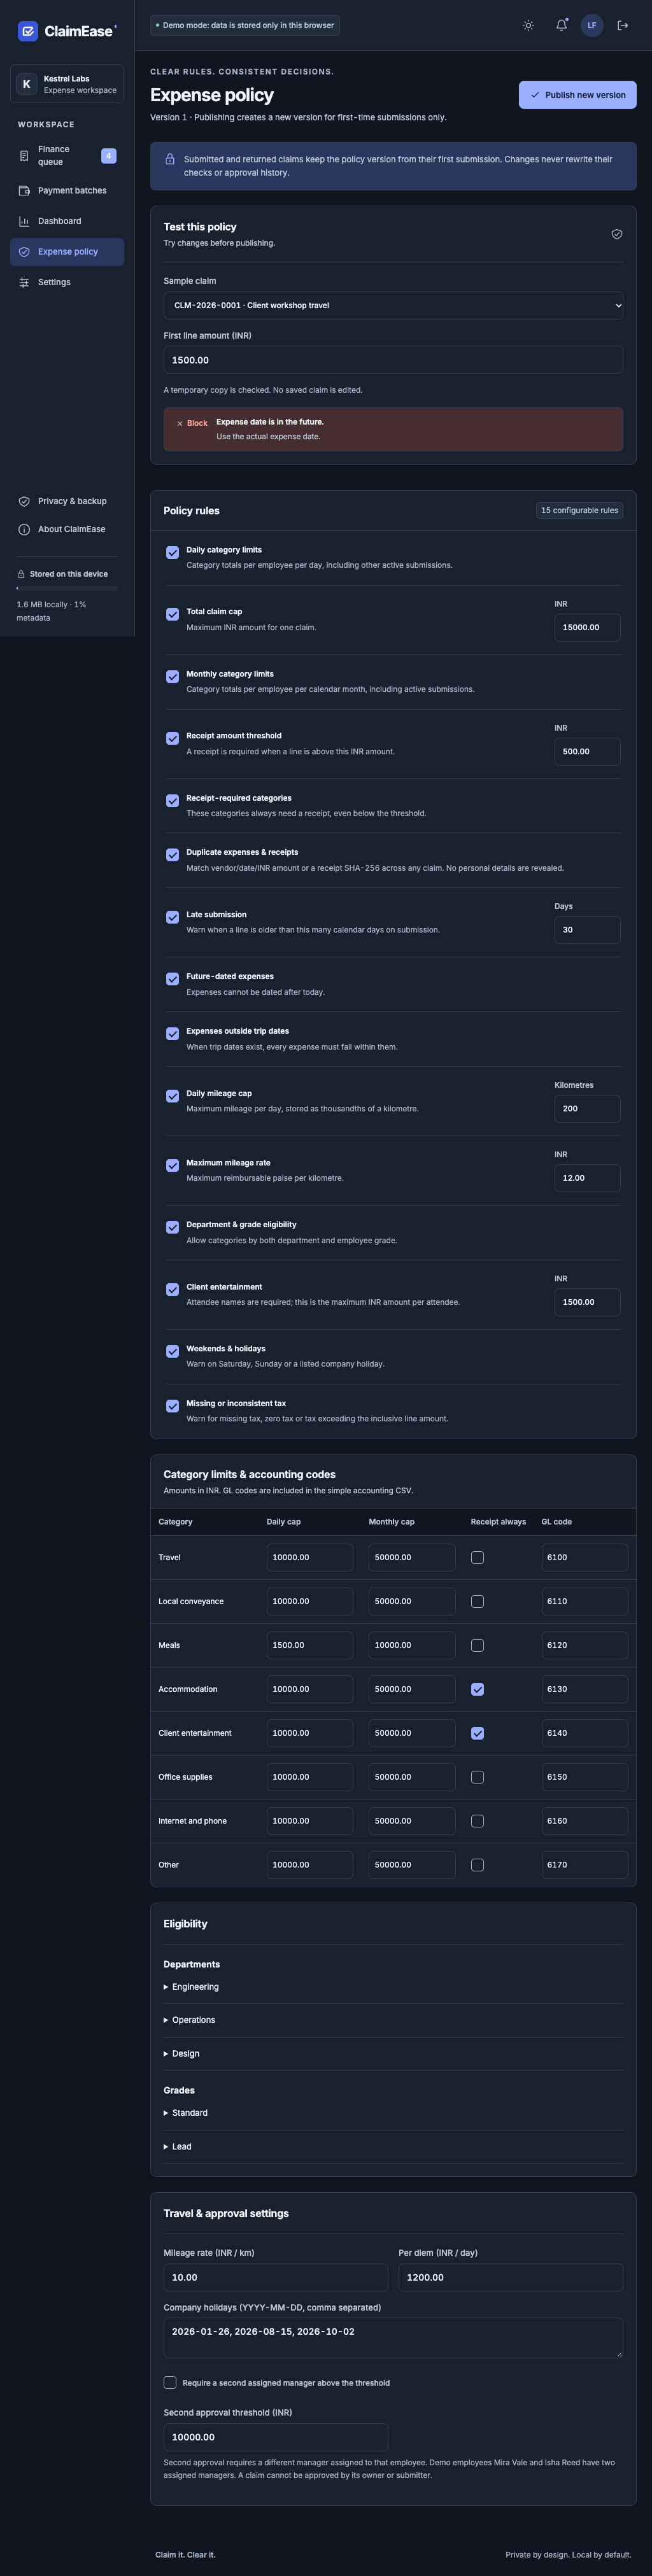 ClaimEase
K
Kestrel Labs
Expense workspace
WORKSPACE
Finance queue
4
Payment batches
Dashboard
Expense policy
Settings
Privacy & backup
About ClaimEase
Stored on this device
1.6 MB locally · 1%
metadata
Demo mode: data is stored only in this browser
LF
CLEAR RULES. CONSISTENT DECISIONS.
Expense policy
Version 1 · Publishing creates a new version for first-time submissions only.
Publish new version
Submitted and returned claims keep the policy version from their first submission. Changes never rewrite their
checks or approval history.
Test this policy
Try changes before publishing.
Sample claim
CLM-2026-0001 · Client workshop travel
First line amount (INR)
1500.00
A temporary copy is checked. No saved claim is edited.
Block
Expense date is in the future.
Use the actual expense date.
Policy rules
15 configurable rules
Daily category limits
Category totals per employee per day, including other active submissions.
Total claim cap
Maximum INR amount for one claim.
INR
15000.00
Monthly category limits
Category totals per employee per calendar month, including active submissions.
Receipt amount threshold
A receipt is required when a line is above this INR amount.
INR
500.00
Receipt-required categories
These categories always need a receipt, even below the threshold.
Duplicate expenses & receipts
Match vendor/date/INR amount or a receipt SHA-256 across any claim. No personal details are revealed.
Late submission
Warn when a line is older than this many calendar days on submission.
Days
30
Future-dated expenses
Expenses cannot be dated after today.
Expenses outside trip dates
When trip dates exist, every expense must fall within them.
Daily mileage cap
Maximum mileage per day, stored as thousandths of a kilometre.
Kilometres
200
Maximum mileage rate
Maximum reimbursable paise per kilometre.
INR
12.00
Department & grade eligibility
Allow categories by both department and employee grade.
Client entertainment
Attendee names are required; this is the maximum INR amount per attendee.
INR
1500.00
Weekends & holidays
Warn on Saturday, Sunday or a listed company holiday.
Missing or inconsistent tax
Warn for missing tax, zero tax or tax exceeding the inclusive line amount.
Category limits & accounting codes
Amounts in INR. GL codes are included in the simple accounting CSV.
Category Daily cap Monthly cap Receipt always GL code
Travel 10000.00 50000.00 6100
Local conveyance 10000.00 50000.00 6110
Meals 1500.00 10000.00 6120
Accommodation 10000.00 50000.00 6130
Client entertainment 10000.00 50000.00 6140
Office supplies 10000.00 50000.00 6150
Internet and phone 10000.00 50000.00 6160
Other 10000.00 50000.00 6170
Eligibility
Departments
Engineering
Operations
Design
Grades
Standard
Lead
Travel & approval settings
Mileage rate (INR / km)
10.00
Per diem (INR / day)
1200.00
Company holidays (YYYY-MM-DD, comma separated)
2026-01-26, 2026-08-15, 2026-10-02
Require a second assigned manager above the threshold
Second approval threshold (INR)
10000.00
Second approval requires a different manager assigned to that employee. Demo employees Mira Vale and Isha Reed have two
assigned managers. A claim cannot be approved by its owner or submitter.
Claim it. Clear it.
Private by design. Local by default.